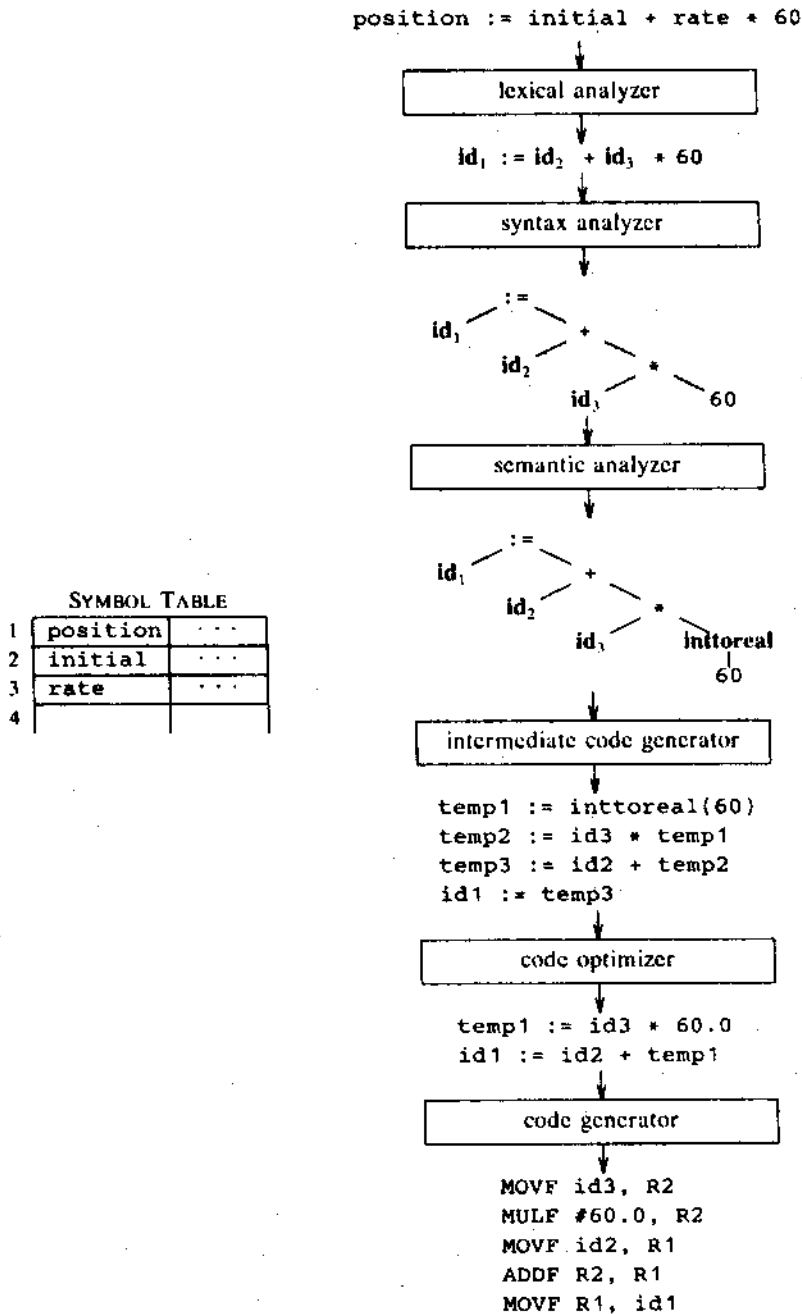 position := initial + rate * 60
lexical analyzer
id₁ := id₂ + id₃ * 60
syntax analyzer
:=
id₁ +
id₂ *
id₃ 60
semantic analyzer
:=
id₁ +
id₂ *
id₃ inttoreal
60
SYMBOL TABLE
1 position ...
2 initial ...
3 rate ...
4
intermediate code generator
temp1 := inttoreal(60)
temp2 := id3 * temp1
temp3 := id2 + temp2
id1 := temp3
code optimizer
temp1 := id3 * 60.0
id1 := id2 + temp1
code generator
MOVF id3, R2
MULF #60.0, R2
MOVF id2, R1
ADDF R2, R1
MOVF R1, id1